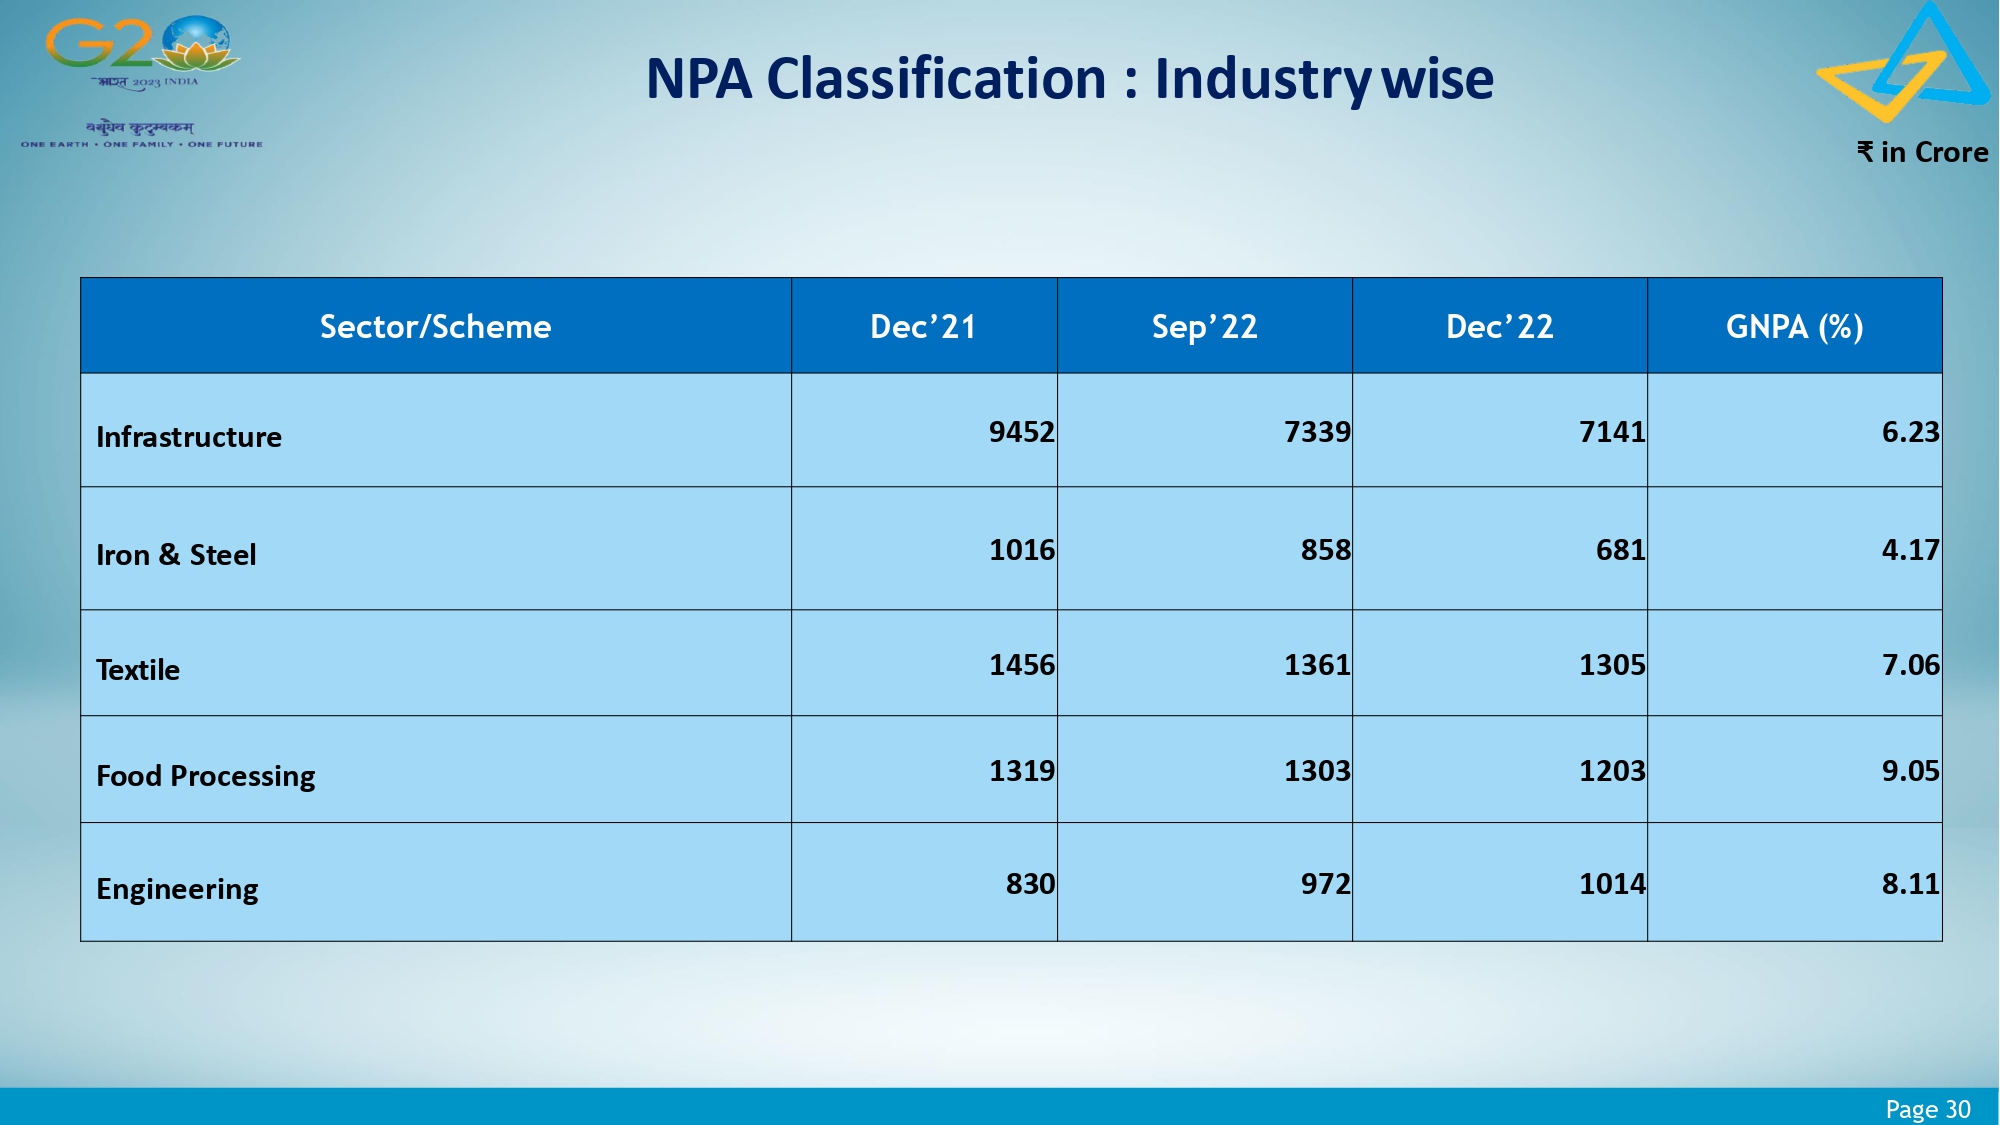 G20
भारत 2023 INDIA
वसुधैव कुटुम्बकम्
ONE EARTH • ONE FAMILY • ONE FUTURE
NPA Classification : Industry wise
₹ in Crore
Sector/Scheme Dec’21 Sep’22 Dec’22 GNPA (%)
Infrastructure 9452 7339 7141 6.23
Iron & Steel 1016 858 681 4.17
Textile 1456 1361 1305 7.06
Food Processing 1319 1303 1203 9.05
Engineering 830 972 1014 8.11
Page 30